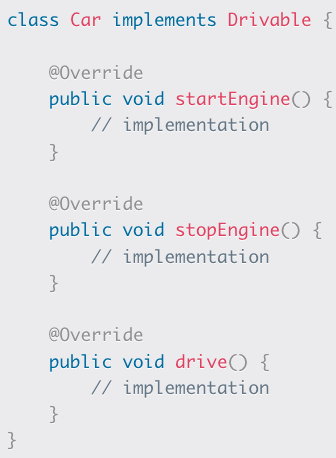 class Car implements Drivable {
    @Override
    public void startEngine() {
        // implementation
    }
    @Override
    public void stopEngine() {
        // implementation
    }
    @Override
    public void drive() {
        // implementation
    }
}